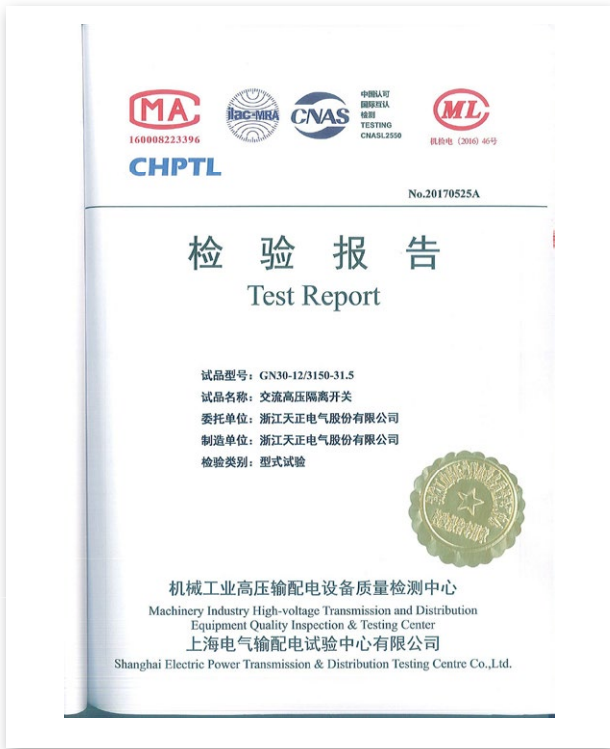 MA
160008223396
ilac-MRA
CNAS
中国认可
国际互认
检测
TESTING
CNASL2550
ML
机检电 (2016) 46号
CHPTL
No.20170525A
检验报告
Test Report
试品型号：GN30-12/3150-31.5
试品名称：交流高压隔离开关
委托单位：浙江天正电气股份有限公司
制造单位：浙江天正电气股份有限公司
检验类别：型式试验
机械工业高压输配电设备质量检测中心
Machinery Industry High-voltage Transmission and Distribution
Equipment Quality Inspection & Testing Center
上海电气输配电试验中心有限公司
Shanghai Electric Power Transmission & Distribution Testing Centre Co.,Ltd.